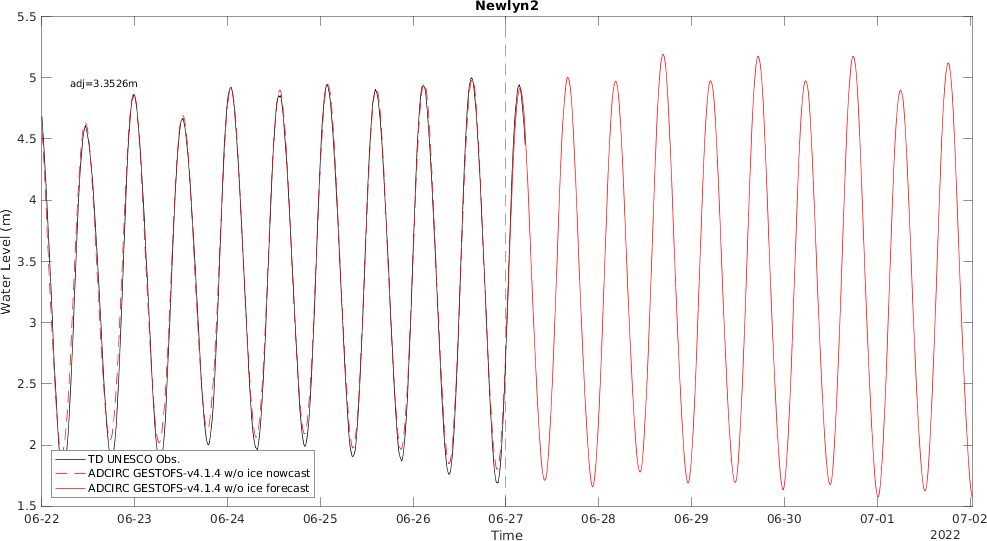 Newlyn2
5.5
5
4.5
4
3.5
3
2.5
2
1.5
Water Level (m)
adj=3.3526m
TD UNESCO Obs.
ADCIRC GESTOFS-v4.1.4 w/o ice nowcast
ADCIRC GESTOFS-v4.1.4 w/o ice forecast
06-22 06-23 06-24 06-25 06-26 06-27 06-28 06-29 06-30 07-01 07-02
Time
2022